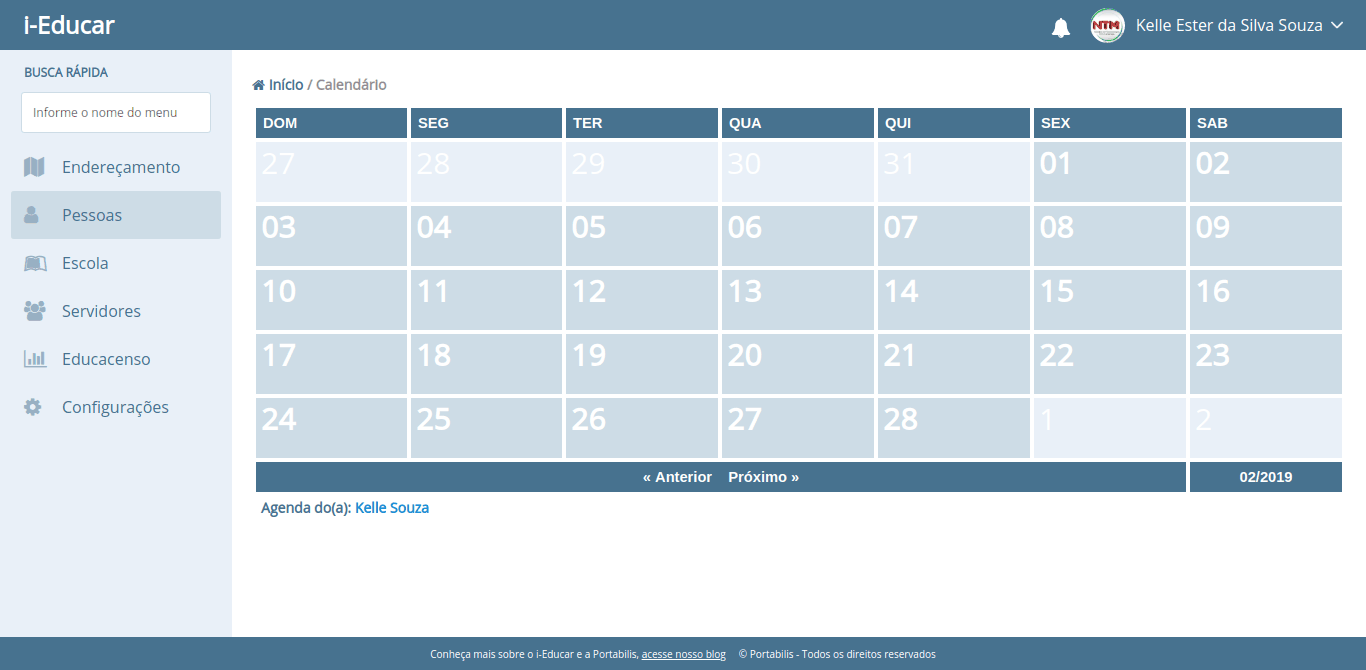 i-Educar
NTM
Kelle Ester da Silva Souza
BUSCA RÁPIDA
Informe o nome do menu
Endereçamento
Pessoas
Escola
Servidores
Educacenso
Configurações
Início / Calendário
DOM SEG TER QUA QUI SEX SAB
27 28 29 30 31 01 02
03 04 05 06 07 08 09
10 11 12 13 14 15 16
17 18 19 20 21 22 23
24 25 26 27 28 1 2
« Anterior Próximo » 02/2019
Agenda do(a): Kelle Souza
Conheça mais sobre o i-Educar e a Portabilis, acesse nosso blog © Portabilis - Todos os direitos reservados